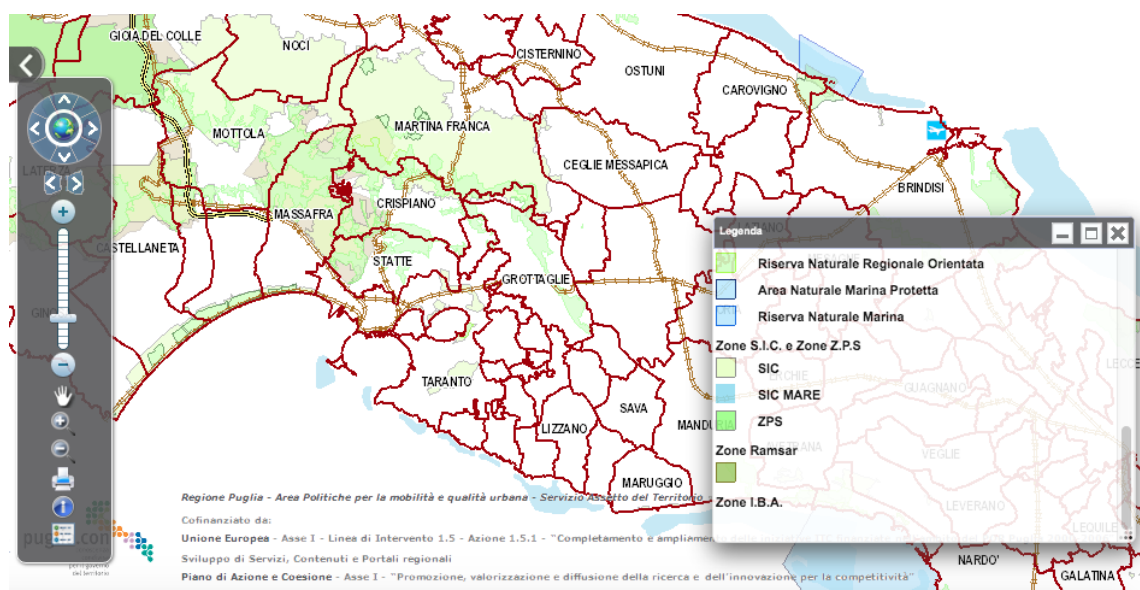 GIOIA DEL COLLE
NOCI
CISTERNINO
OSTUNI
CAROVIGNO
MOTTOLA
MARTINA FRANCA
CEGLIE MESSAPICA
LATERZA
BRINDISI
MASSAFRA
CRISPIANO
CASTELLANETA
STATTE
GROTTAGLIE
TARANTO
SAVA
LIZZANO
MARUGGIO
Legenda
Riserva Naturale Regionale Orientata
Area Naturale Marina Protetta
Riserva Naturale Marina
Zone S.I.C. e Zone Z.P.S
SIC
SIC MARE
ZPS
Zone Ramsar
Zone I.B.A.
ERCHIE
GUAGNANO
AVETRANA
VEGLIE
LEVERANO
LEQUILE
NARDO'
GALATINA
Regione Puglia - Area Politiche per la mobilità e qualità urbana - Servizio Assetto del Territorio
Cofinanziato da:
Unione Europea - Asse I - Linea di Intervento 1.5 - Azione 1.5.1 - "Completamento e
Sviluppo di Servizi, Contenuti e Portali regionali
Piano di Azione e Coesione - Asse I - "Promozione, valorizzazione e diffusione della ricerca e dell'innovazione per la competitività"